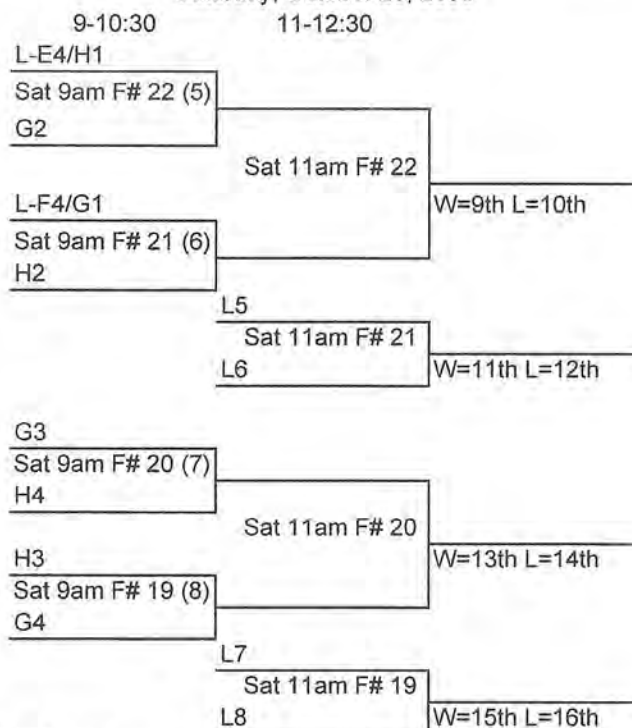 9-10:30 11-12:30
L-E4/H1
Sat 9am F# 22 (5)
G2
Sat 11am F# 22
W=9th L=10th
L-F4/G1
Sat 9am F# 21 (6)
H2
L5
Sat 11am F# 21
L6
W=11th L=12th
G3
Sat 9am F# 20 (7)
H4
Sat 11am F# 20
W=13th L=14th
H3
Sat 9am F# 19 (8)
G4
L7
Sat 11am F# 19
L8
W=15th L=16th